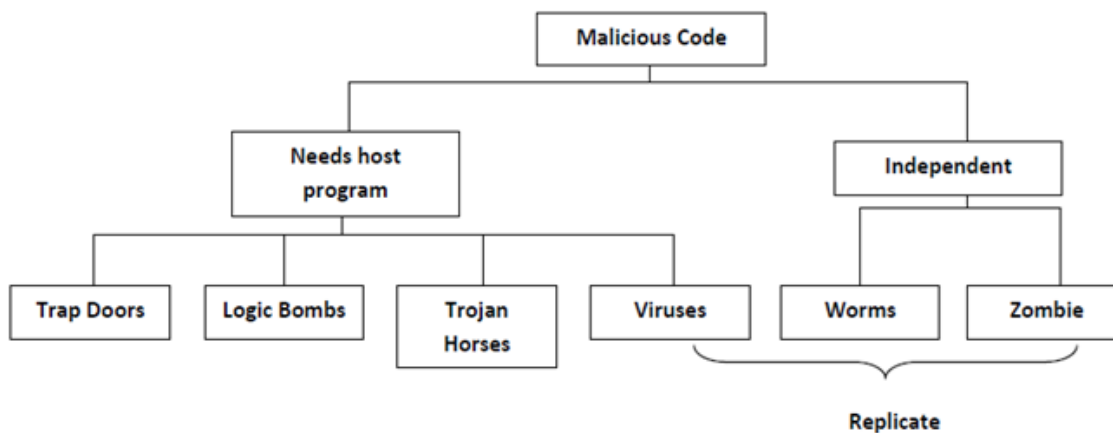 Malicious Code
Needs host
program
Independent
Trap Doors
Logic Bombs
Trojan
Horses
Viruses
Worms
Zombie
Replicate